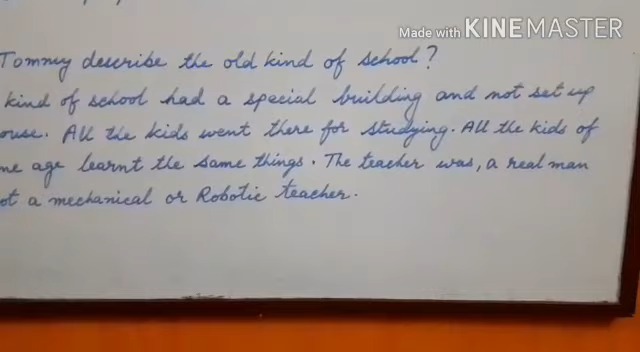 Made with KINEMASTER
Tommy describe the old kind of school?
kind of school had a special building and not set up
ouse. All the kids went there for studying. All the kids of
me age learnt the same things. The teacher was, a real man
ot a mechanical or Robotic teacher.